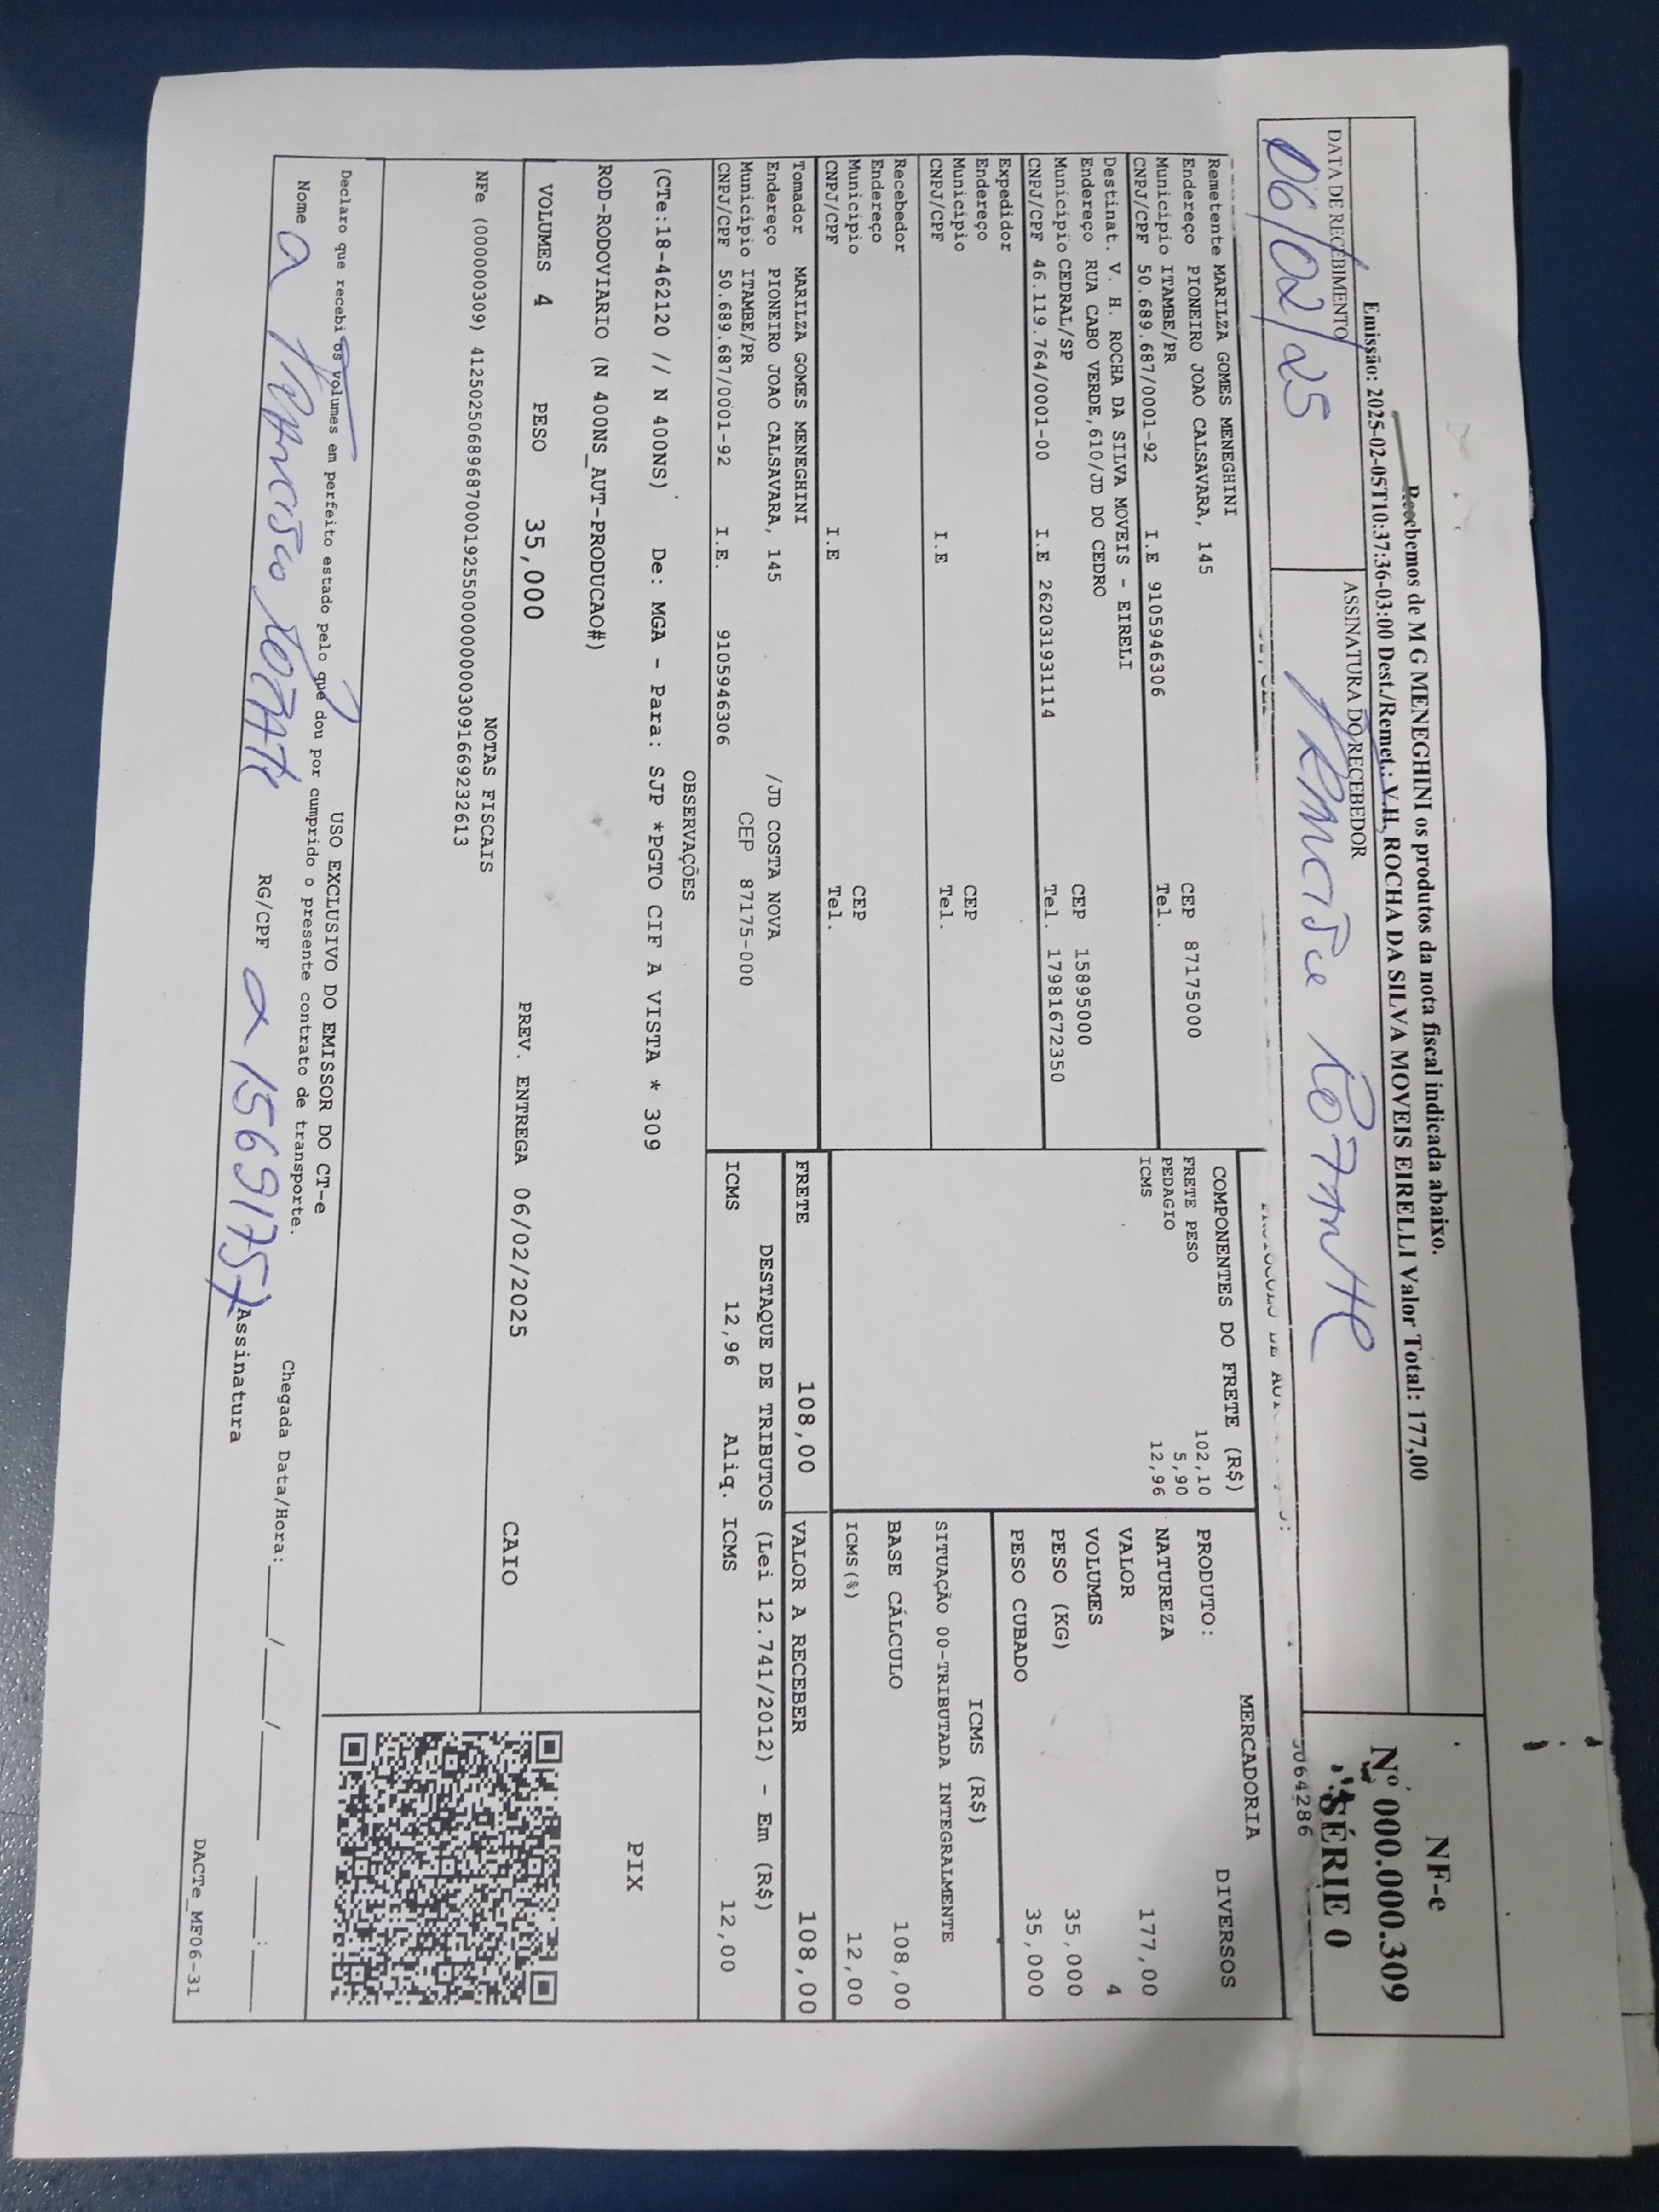 Recebemos de M G MENEGHINI os produtos da nota fiscal indicada abaixo.
Emissão: 2025-02-05T10:37:36-03:00 Dest./Remet.: V.H. ROCHA DA SILVA MOVEIS EIRELLI Valor Total: 177,00
NF-e
Nº 000.000.309
SÉRIE 0
DATA DE RECEBIMENTO
06/02/25
ASSINATURA DO RECEBEDOR
5064286
Remetente MARILZA GOMES MENEGHINI
Endereço PIONEIRO JOAO CALSAVARA, 145 CEP 87175000
Município ITAMBE/PR Tel.
CNPJ/CPF 50.689.687/0001-92 I.E 9105946306
Destinat. V. H. ROCHA DA SILVA MOVEIS - EIRELI
Endereço RUA CABO VERDE,610/JD DO CEDRO CEP 15895000
Município CEDRAL/SP Tel. 17981672350
CNPJ/CPF 46.119.764/0001-00 I.E 262031931114
Expedidor
Endereço CEP
Município Tel.
CNPJ/CPF I.E
Recebedor
Endereço CEP
Município Tel.
CNPJ/CPF I.E
Tomador MARILZA GOMES MENEGHINI
Endereço PIONEIRO JOAO CALSAVARA, 145 /JD COSTA NOVA
Município ITAMBE/PR CEP 87175-000
CNPJ/CPF 50.689.687/0001-92 I.E. 9105946306
COMPONENTES DO FRETE (R$)
FRETE PESO 102,10
PEDAGIO 5,90
ICMS 12,96
MERCADORIA
PRODUTO: DIVERSOS
NATUREZA
VALOR 177,00
VOLUMES 4
PESO (KG) 35,000
PESO CUBADO 35,000
ICMS (R$)
SITUAÇÃO 00-TRIBUTADA INTEGRALMENTE
BASE CÁLCULO 108,00
ICMS(%) 12,00
FRETE 108,00 VALOR A RECEBER 108,00
DESTAQUE DE TRIBUTOS (Lei 12.741/2012) - Em (R$)
ICMS 12,96 Aliq. ICMS 12,00
OBSERVAÇÕES
(CTe:18-462120 // N 400NS) De: MGA - Para: SJP *PGTO CIF A VISTA * 309
ROD-RODOVIARIO (N 400NS_AUT-PRODUCAO#)
PIX
VOLUMES 4 PESO 35,000 PREV. ENTREGA 06/02/2025 CAIO
NOTAS FISCAIS
NFe (000000309) 41250250689687000192550000000003091669232613
USO EXCLUSIVO DO EMISSOR DO CT-e
Declaro que recebi os volumes em perfeito estado pelo que dou por cumprido o presente contrato de transporte.
Chegada Data/Hora:____/____/____ ___:___
Nome RG/CPF 156917757 Assinatura
DACTe_MF06-31